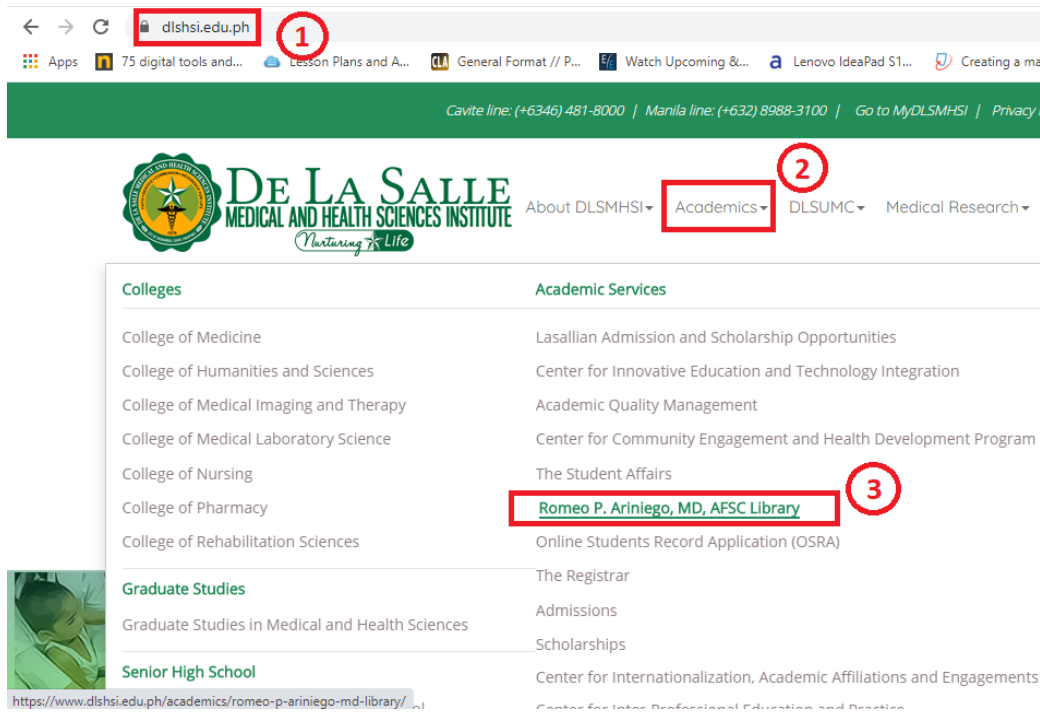 dlshsi.edu.ph
1
Apps 75 digital tools and... Lesson Plans and A... CLA General Format // P... E/E Watch Upcoming &... a Lenovo IdeaPad S1... Creating a ma
Cavite line: (+6346) 481-8000 | Manila line: (+632) 8988-3100 | Go to MyDLSMHSI | Privacy
2
DE LA SALLE
MEDICAL AND HEALTH SCIENCES INSTITUTE
Nurturing Life
About DLSMHSI Academics DLSUMC Medical Research
Colleges
College of Medicine
College of Humanities and Sciences
College of Medical Imaging and Therapy
College of Medical Laboratory Science
College of Nursing
College of Pharmacy
College of Rehabilitation Sciences
Graduate Studies
Graduate Studies in Medical and Health Sciences
Senior High School
Academic Services
Lasallian Admission and Scholarship Opportunities
Center for Innovative Education and Technology Integration
Academic Quality Management
Center for Community Engagement and Health Development Program
The Student Affairs
3
Romeo P. Ariniego, MD, AFSC Library
Online Students Record Application (OSRA)
The Registrar
Admissions
Scholarships
Center for Internationalization, Academic Affiliations and Engagements
Center for Inter-Professional Education and Practice
https://www.dlshsi.edu.ph/academics/romeo-p-ariniego-md-library/